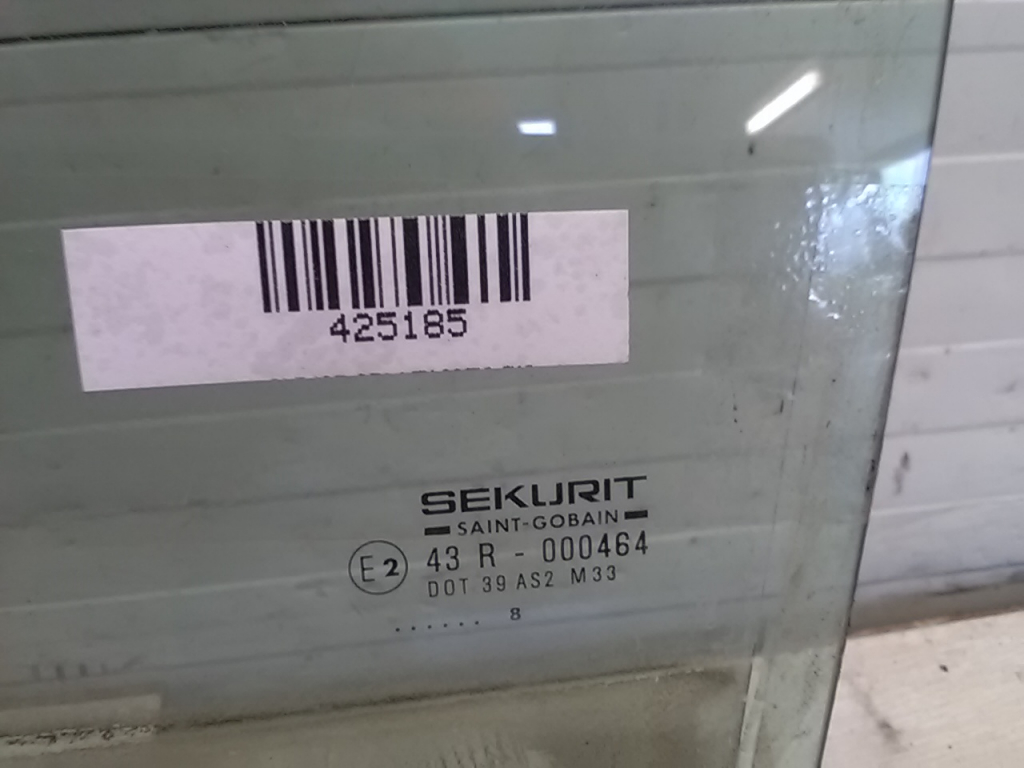 425185
SEKURIT
SAINT-GOBAIN
E2 43 R - 000464
DOT 39 AS2 M33
...... 8